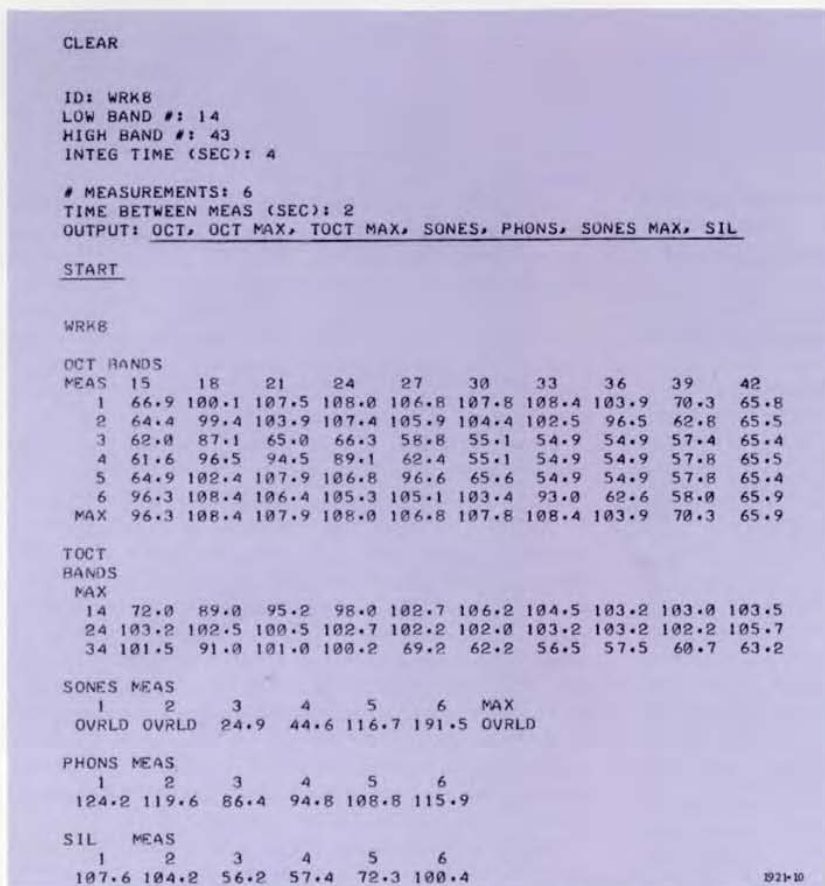 CLEAR
ID: WRK8
LOW BAND #: 14
HIGH BAND #: 43
INTEG TIME (SEC): 4
# MEASUREMENTS: 6
TIME BETWEEN MEAS (SEC): 2
OUTPUT: OCT, OCT MAX, TOCT MAX, SONES, PHONS, SONES MAX, SIL
START
WRK8
OCT BANDS
MEAS 15 18 21 24 27 30 33 36 39 42
1 66.9 100.1 107.5 108.0 106.8 107.8 108.4 103.9 70.3 65.8
2 64.4 99.4 103.9 107.4 105.9 104.4 102.5 96.5 62.8 65.5
3 62.0 87.1 65.0 66.3 58.8 55.1 54.9 54.9 57.4 65.4
4 61.6 96.5 94.5 89.1 62.4 55.1 54.9 54.9 57.8 65.5
5 64.9 102.4 107.9 106.8 96.6 65.6 54.9 54.9 57.8 65.4
6 96.3 108.4 106.4 105.3 105.1 103.4 93.0 62.6 58.0 65.9
MAX 96.3 108.4 107.9 108.0 106.8 107.8 108.4 103.9 70.3 65.9
TOCT
BANDS
MAX
14 72.0 89.0 95.2 98.0 102.7 106.2 104.5 103.2 103.0 103.5
24 103.2 102.5 100.5 102.7 102.2 102.0 103.2 103.2 102.2 105.7
34 101.5 91.0 101.0 100.2 69.2 62.2 56.5 57.5 60.7 63.2
SONES MEAS
1 2 3 4 5 6 MAX
OVRLD OVRLD 24.9 44.6 116.7 191.5 OVRLD
PHONS MEAS
1 2 3 4 5 6
124.2 119.6 86.4 94.8 108.8 115.9
SIL MEAS
1 2 3 4 5 6
107.6 104.2 56.2 57.4 72.3 100.4
1921-10